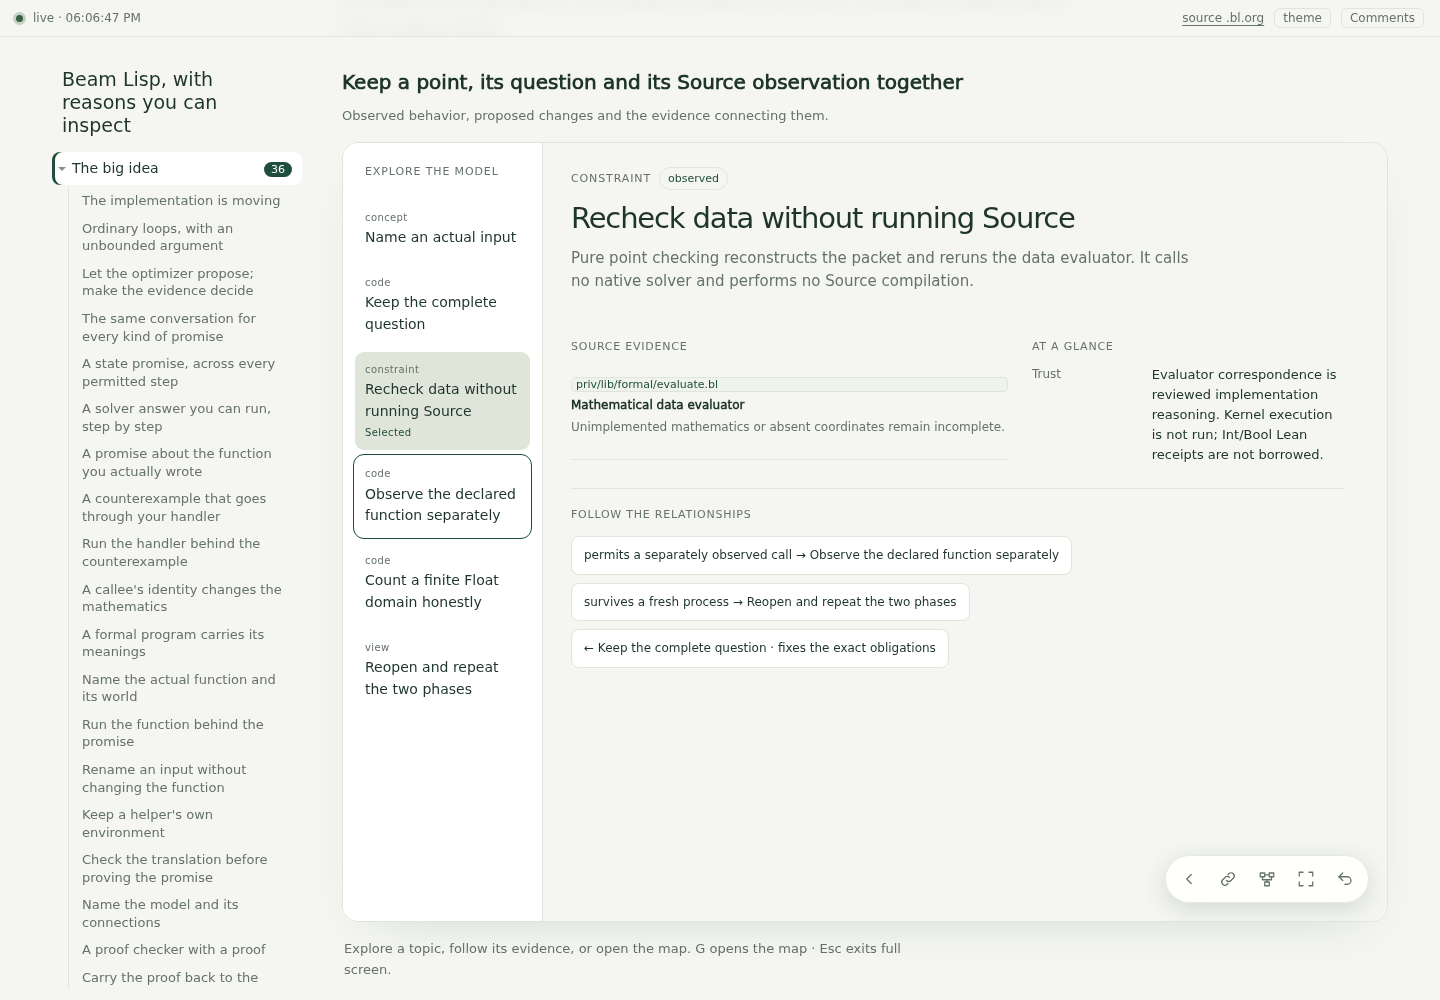 live · 06:06:47 PM
source .bl.org
theme
Comments
Beam Lisp, with
reasons you can
inspect
The big idea
36
The implementation is moving
Ordinary loops, with an
unbounded argument
Let the optimizer propose;
make the evidence decide
The same conversation for
every kind of promise
A state promise, across every
permitted step
A solver answer you can run,
step by step
A promise about the function
you actually wrote
A counterexample that goes
through your handler
Run the handler behind the
counterexample
A callee's identity changes the
mathematics
A formal program carries its
meanings
Name the actual function and
its world
Run the function behind the
promise
Rename an input without
changing the function
Keep a helper's own
environment
Check the translation before
proving the promise
Name the model and its
connections
A proof checker with a proof
Carry the proof back to the
Keep a point, its question and its Source observation together
Observed behavior, proposed changes and the evidence connecting them.
EXPLORE THE MODEL
concept
Name an actual input
code
Keep the complete
question
constraint
Recheck data without
running Source
Selected
code
Observe the declared
function separately
code
Count a finite Float
domain honestly
view
Reopen and repeat
the two phases
CONSTRAINT
observed
Recheck data without running Source
Pure point checking reconstructs the packet and reruns the data evaluator. It calls
no native solver and performs no Source compilation.
SOURCE EVIDENCE
priv/lib/formal/evaluate.bl
Mathematical data evaluator
Unimplemented mathematics or absent coordinates remain incomplete.
AT A GLANCE
Trust
Evaluator correspondence is
reviewed implementation
reasoning. Kernel execution
is not run; Int/Bool Lean
receipts are not borrowed.
FOLLOW THE RELATIONSHIPS
permits a separately observed call → Observe the declared function separately
survives a fresh process → Reopen and repeat the two phases
← Keep the complete question · fixes the exact obligations
Explore a topic, follow its evidence, or open the map. G opens the map · Esc exits full
screen.